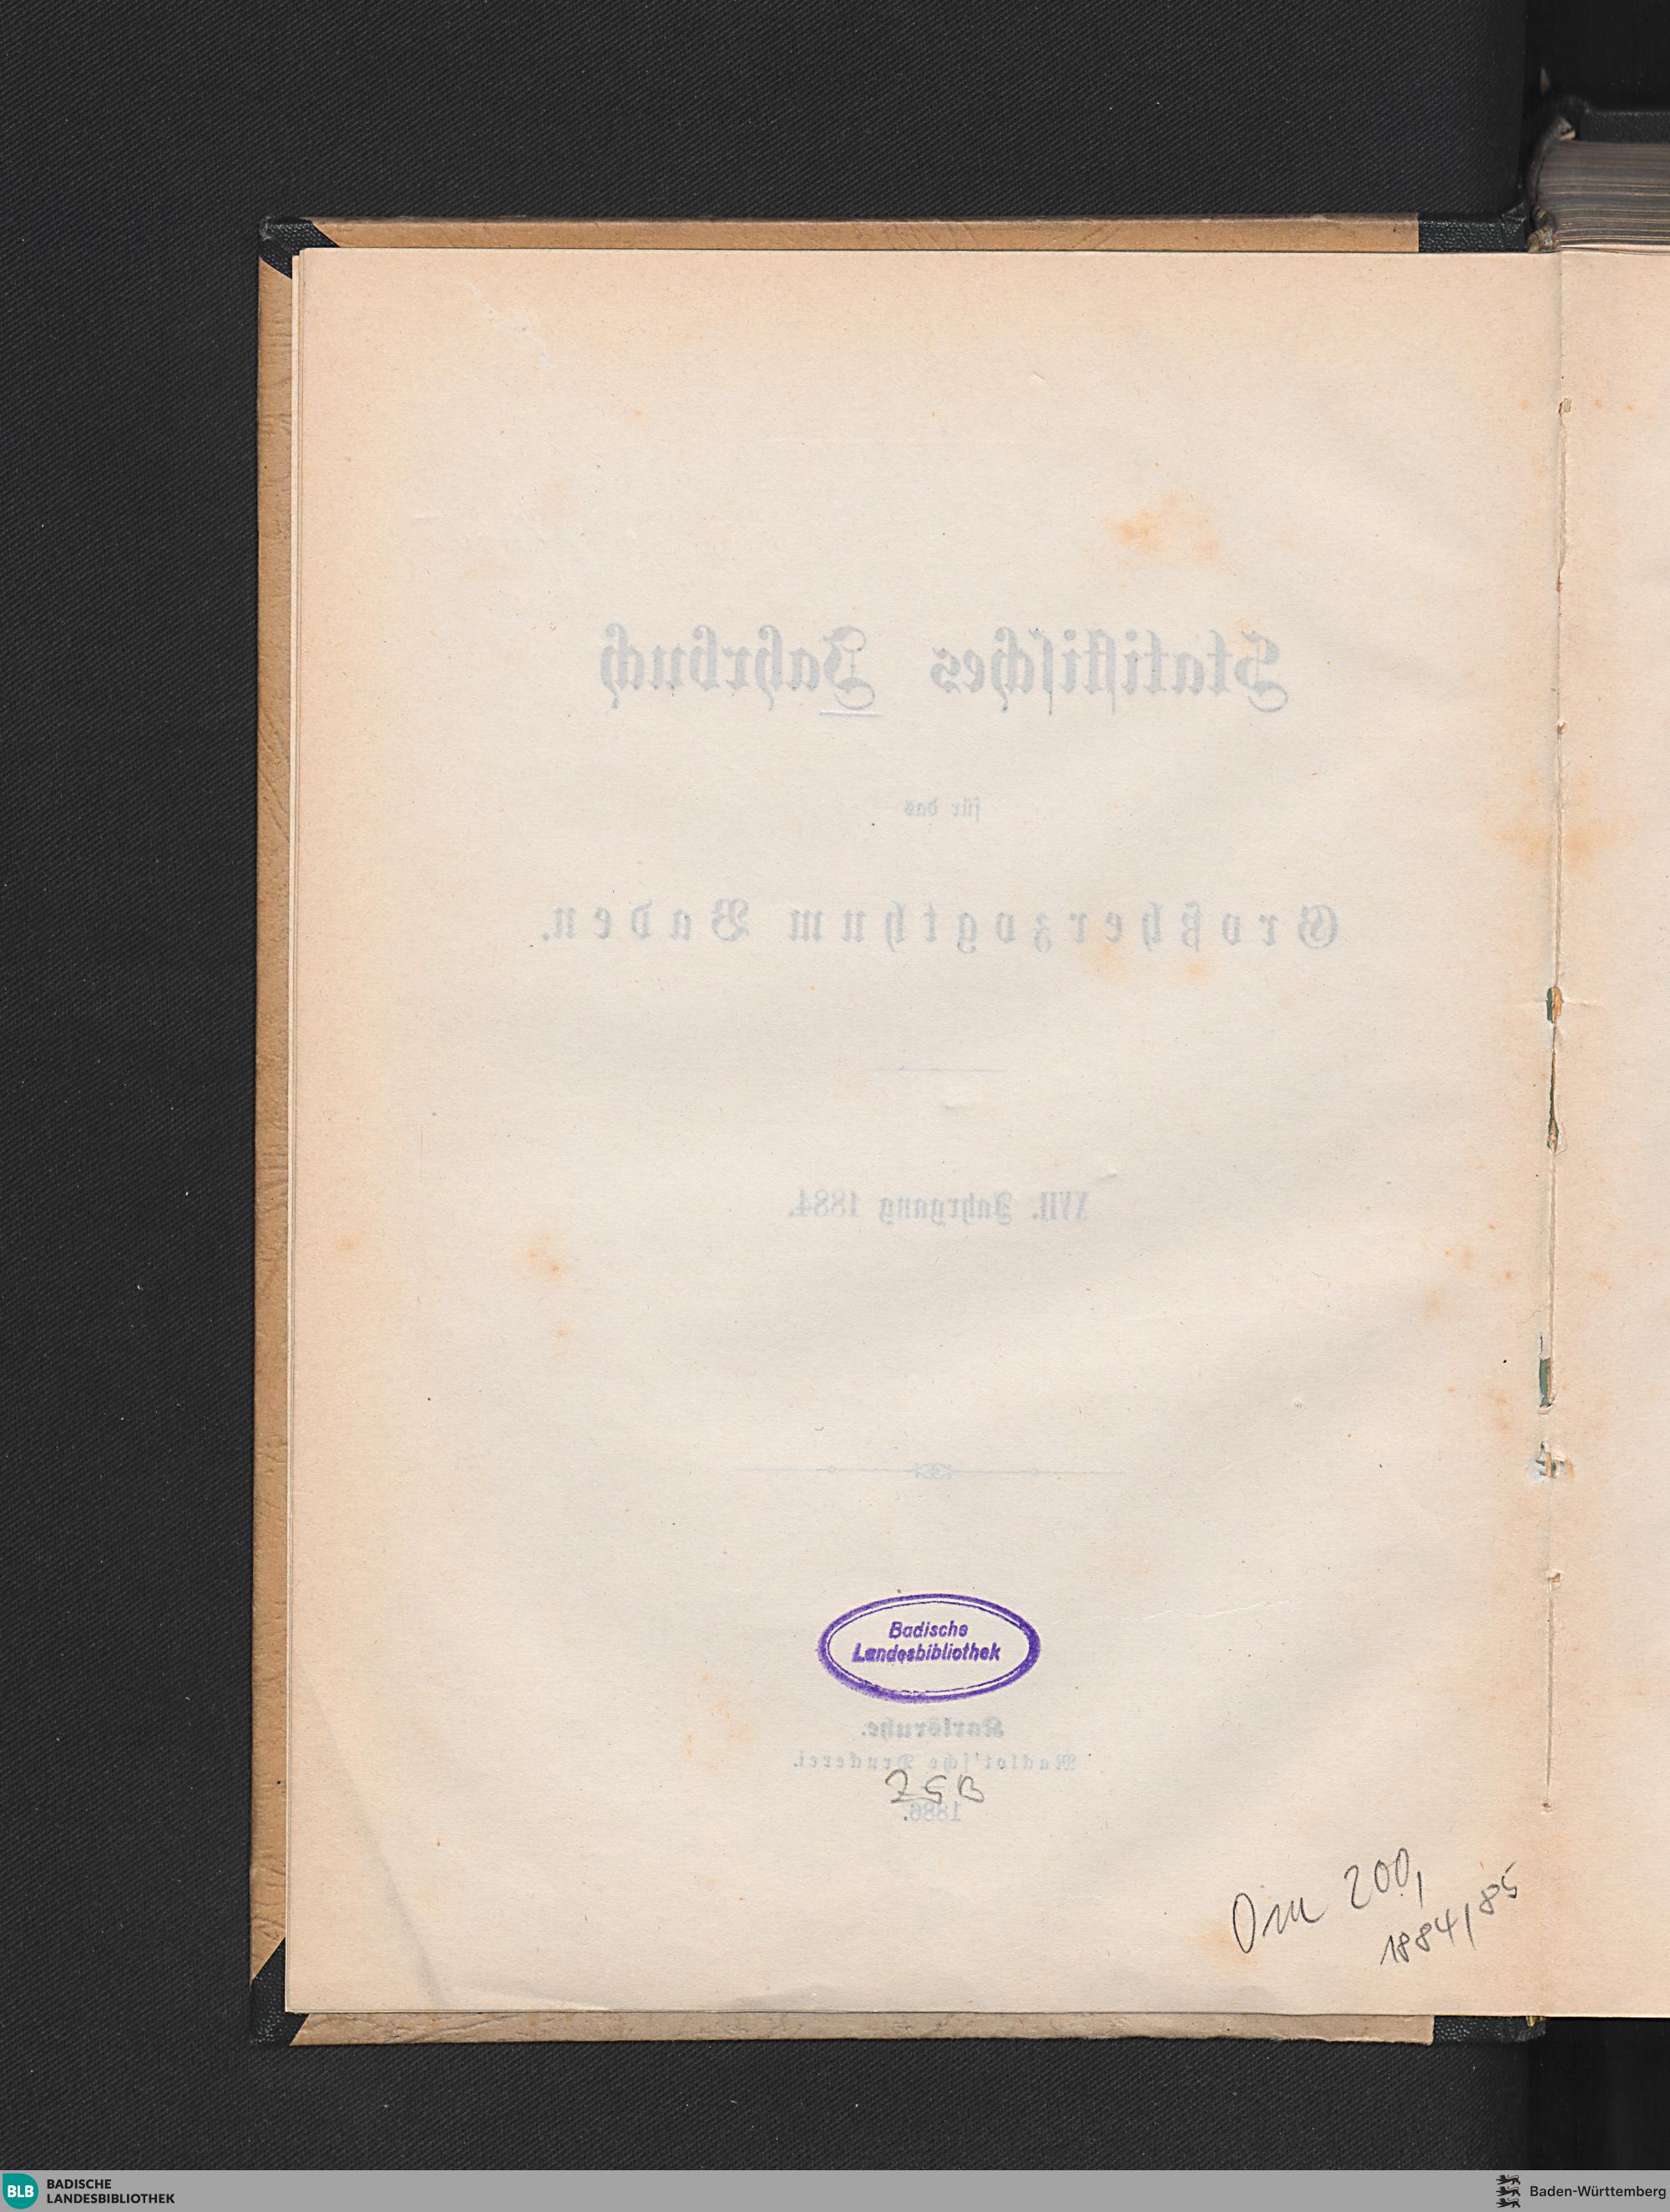 Statistisches Jahrbuch
für das
Großherzogthum Baden.
XVII. Jahrgang 1884.
Badische
Landesbibliothek
Karlsruhe.
Macklot'sche Druckerei.
1886.
Om 200,
1884/85
BLB BADISCHE
LANDESBIBLIOTHEK
Baden-Württemberg